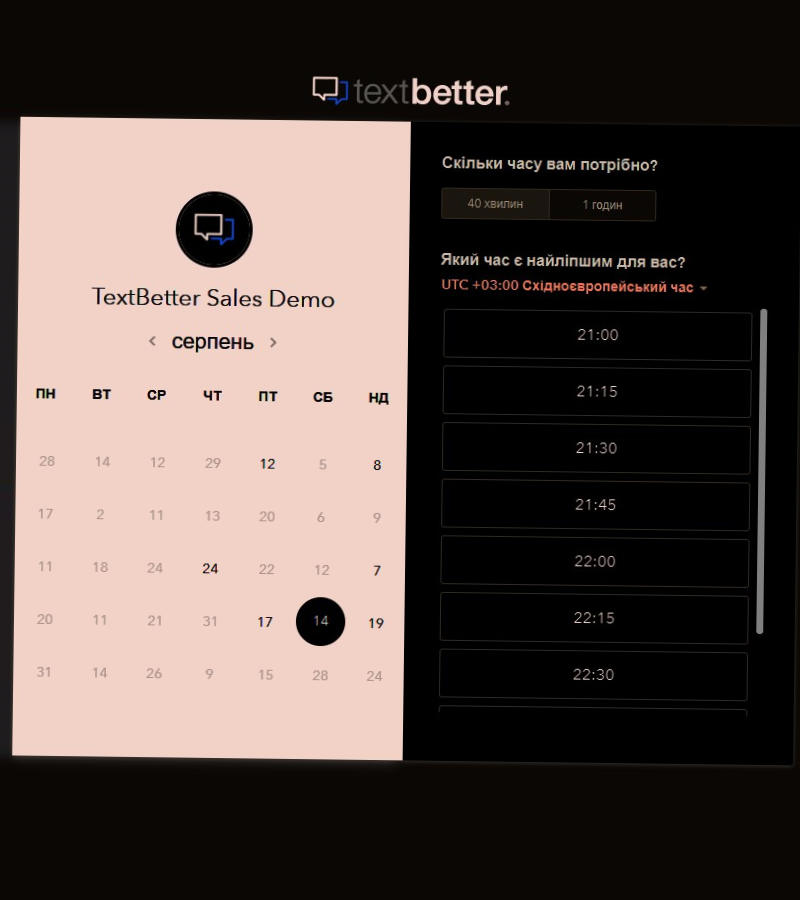 textbetter.
TextBetter Sales Demo
серпень
ПН ВТ СР ЧТ ПТ СБ НД
28 14 12 29 12 5 8
17 2 11 13 20 6 9
11 18 24 24 22 12 7
20 11 21 31 17 14 19
31 14 26 9 15 28 24
Скільки часу вам потрібно?
40 хвилин 1 годин
Який час є найліпшим для вас?
UTC +03:00 Східноєвропейський час
21:00
21:15
21:30
21:45
22:00
22:15
22:30